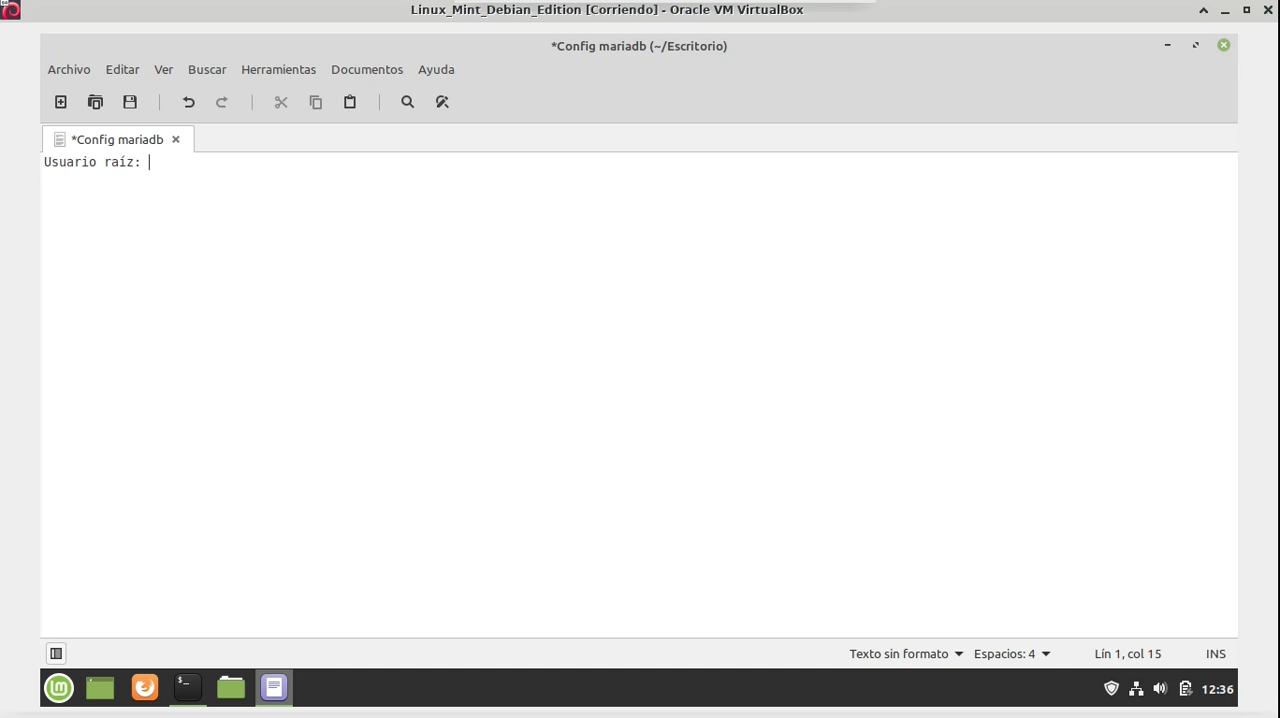 Linux_Mint_Debian_Edition [Corriendo] - Oracle VM VirtualBox
*Config mariadb (~/Escritorio)
Archivo Editar Ver Buscar Herramientas Documentos Ayuda
*Config mariadb
Usuario raíz:
Texto sin formato Espacios: 4 Lín 1, col 15 INS
12:36